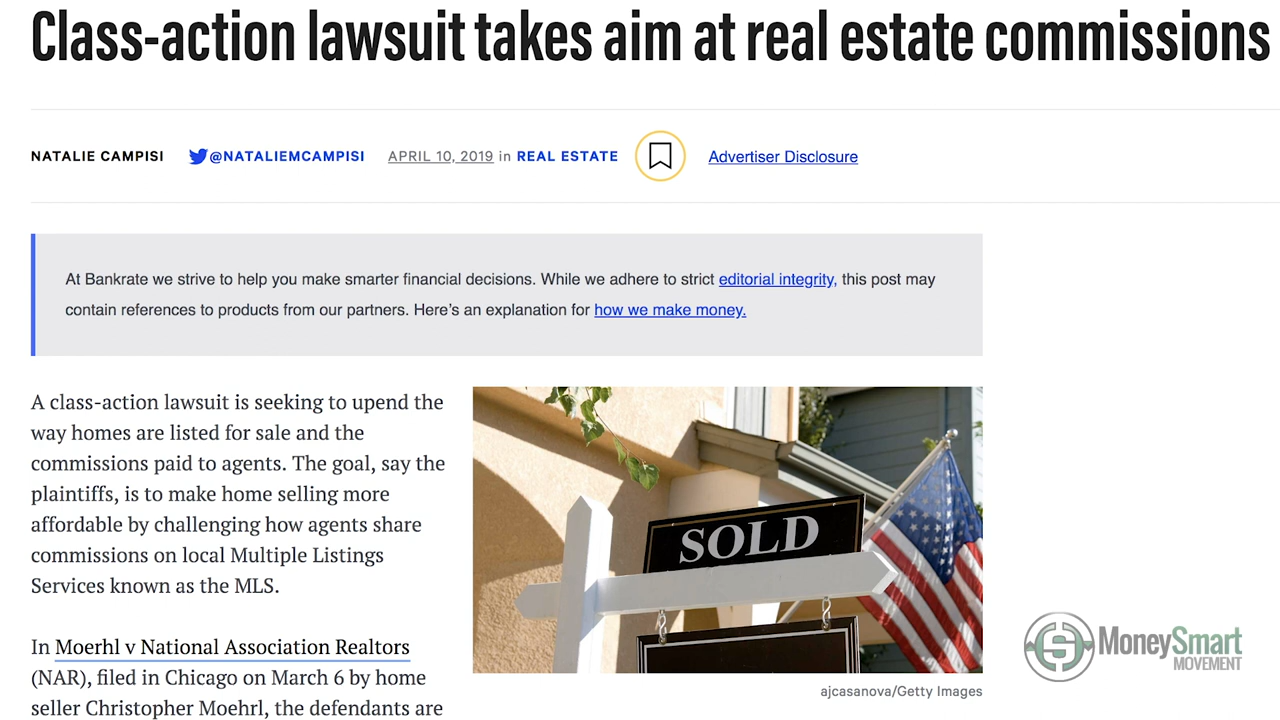 Class-action lawsuit takes aim at real estate commissions
NATALIE CAMPISI @NATALIEMCAMPISI APRIL 10, 2019 in REAL ESTATE Advertiser Disclosure
At Bankrate we strive to help you make smarter financial decisions. While we adhere to strict editorial integrity, this post may
contain references to products from our partners. Here’s an explanation for how we make money.
A class-action lawsuit is seeking to upend the
way homes are listed for sale and the
commissions paid to agents. The goal, say the
plaintiffs, is to make home selling more
affordable by challenging how agents share
commissions on local Multiple Listings
Services known as the MLS.
In Moerhl v National Association Realtors
(NAR), filed in Chicago on March 6 by home
seller Christopher Moehrl, the defendants are
SOLD
ajcasanova/Getty Images
MoneySmart
MOVEMENT